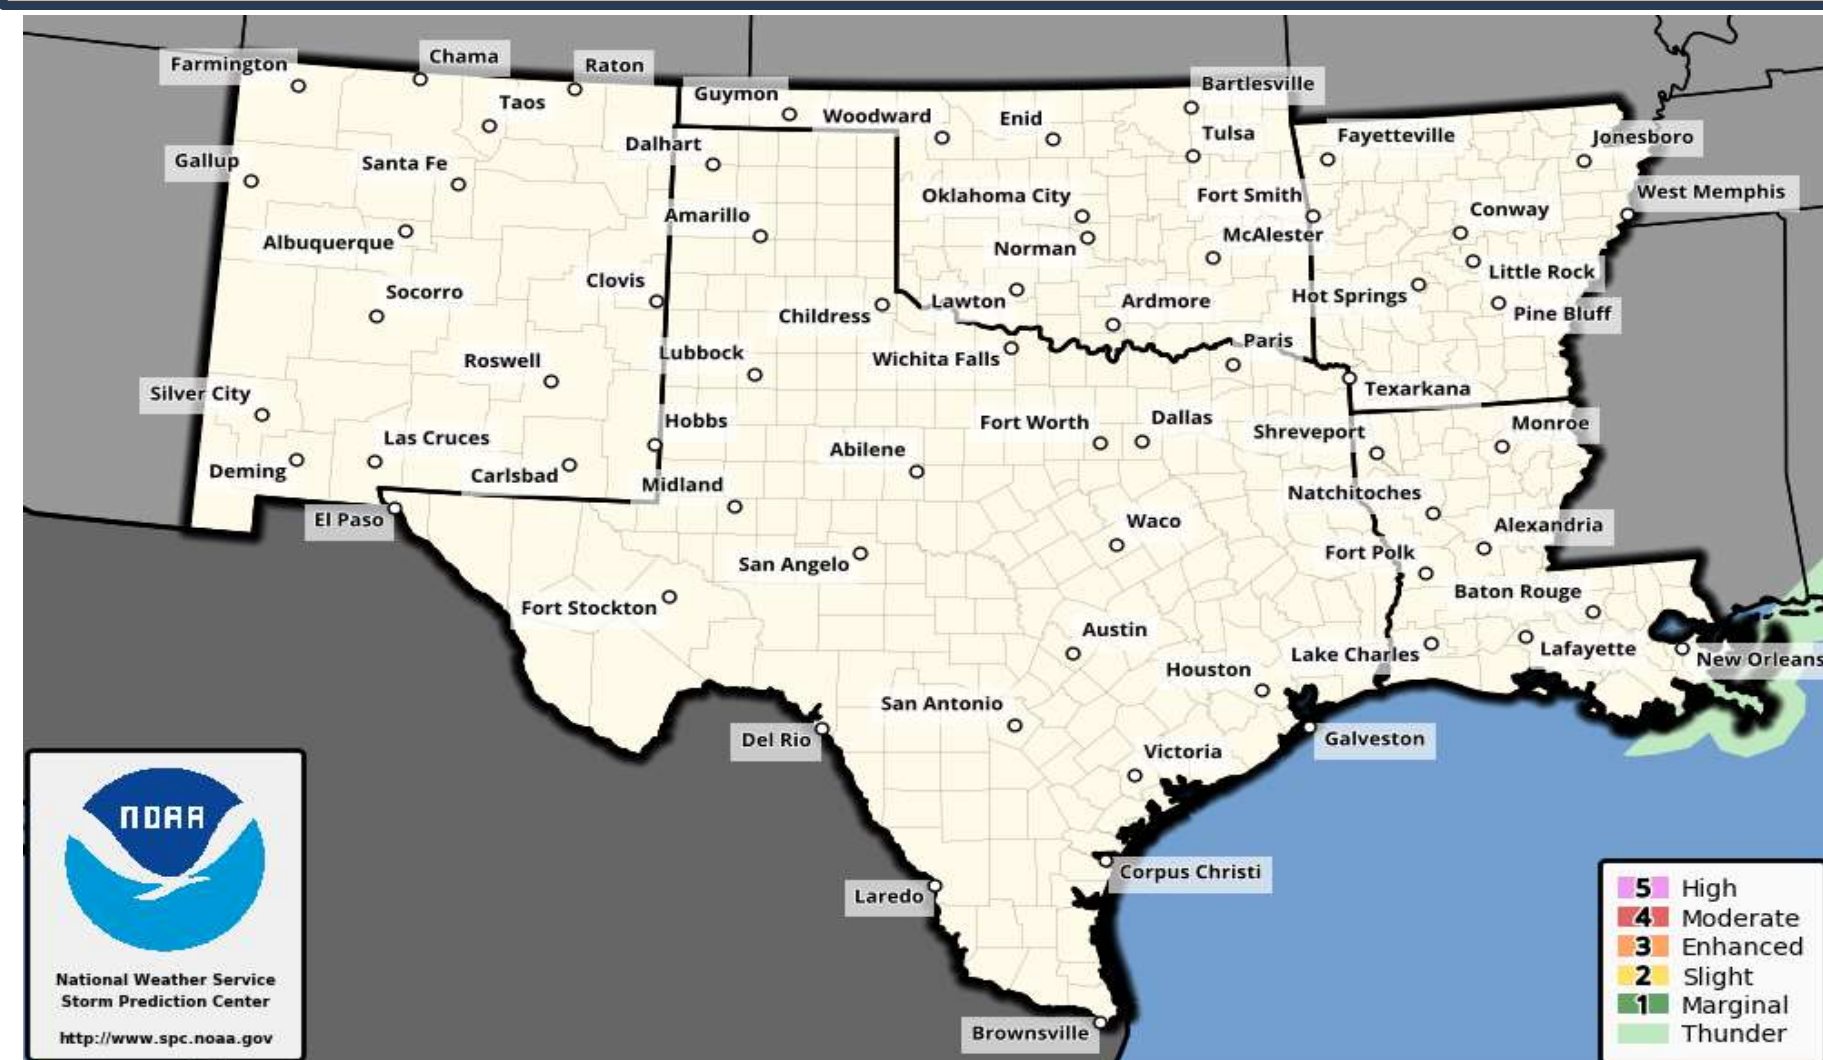 Chama
Farmington
Raton
Bartlesville
Guymon
Taos
Woodward
Enid
Tulsa
Fayetteville
Jonesboro
Dalhart
Gallup
Santa Fe
West Memphis
Oklahoma City
Fort Smith
Conway
Amarillo
McAlester
Albuquerque
Norman
Little Rock
Clovis
Socorro
Hot Springs
Lawton
Ardmore
Pine Bluff
Childress
Paris
Lubbock
Wichita Falls
Roswell
Texarkana
Silver City
Hobbs
Fort Worth
Dallas
Monroe
Shreveport
Las Cruces
Abilene
Deming
Carlsbad
Midland
Natchitoches
El Paso
Waco
Alexandria
Fort Polk
San Angelo
Baton Rouge
Fort Stockton
Austin
Lake Charles
Lafayette
New Orleans
Houston
San Antonio
Del Rio
Galveston
Victoria
Corpus Christi
Laredo
Brownsville
NOAA
National Weather Service
Storm Prediction Center
http://www.spc.noaa.gov
5 High
4 Moderate
3 Enhanced
2 Slight
1 Marginal
Thunder